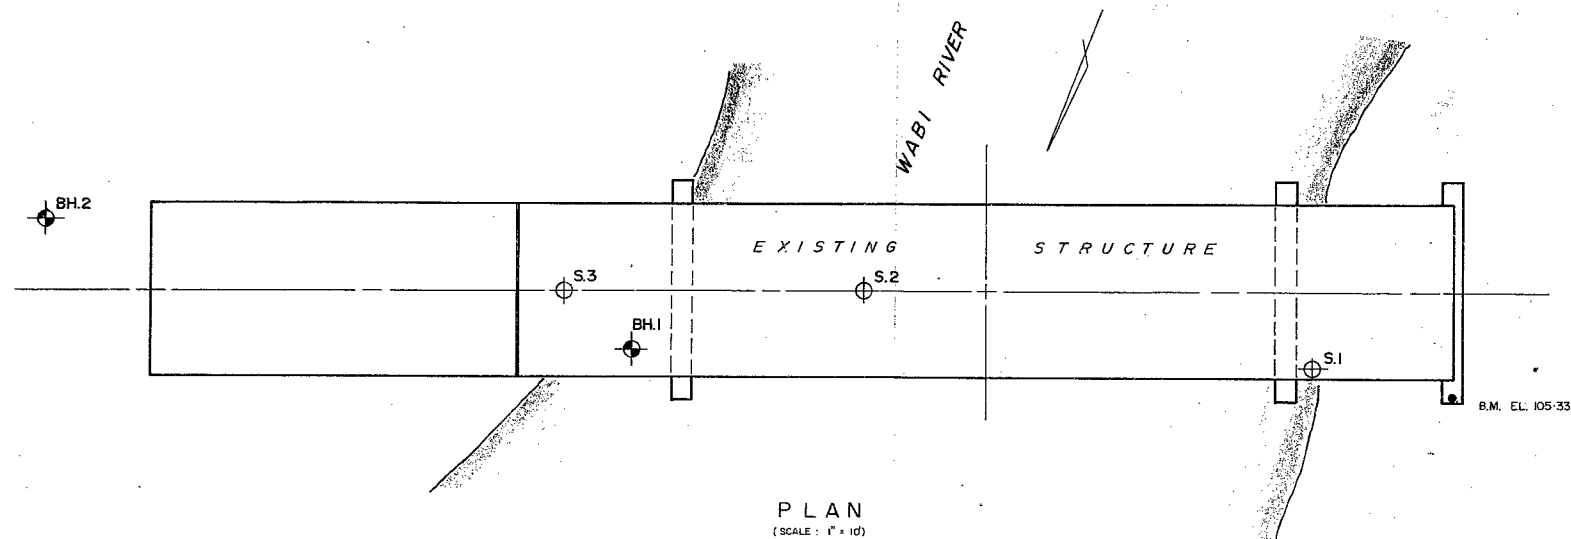 WABI RIVER
BH.2
EXISTING STRUCTURE
S.3
S.2
BH.1
S.1
B.M. EL. 105.33
PLAN
(SCALE : 1" = 10')